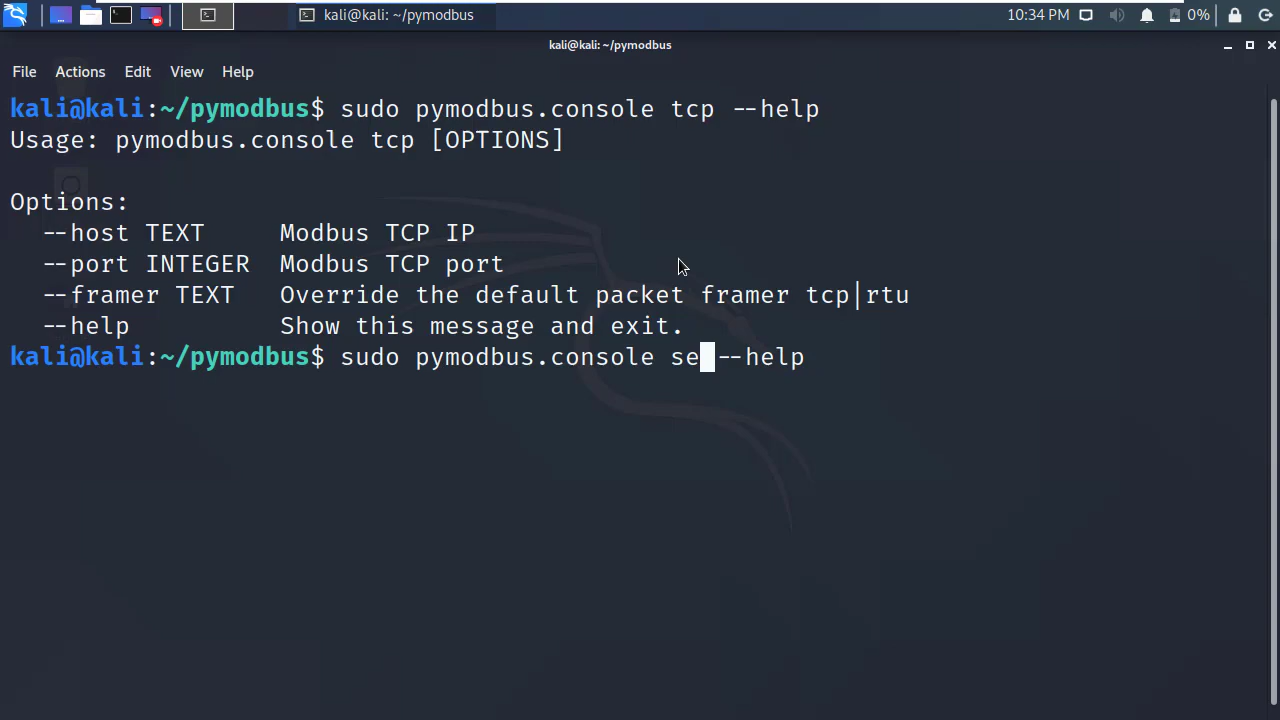 kali@kali: ~/pymodbus
10:34 PM
0%
kali@kali: ~/pymodbus
File Actions Edit View Help
kali@kali:~/pymodbus$ sudo pymodbus.console tcp --help
Usage: pymodbus.console tcp [OPTIONS]
Options:
--host TEXT Modbus TCP IP
--port INTEGER Modbus TCP port
--framer TEXT Override the default packet framer tcp|rtu
--help Show this message and exit.
kali@kali:~/pymodbus$ sudo pymodbus.console se --help